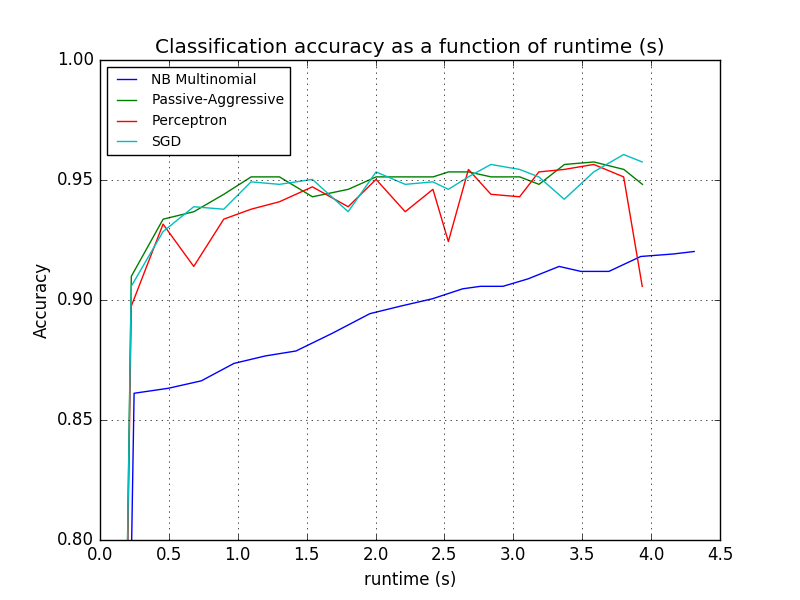 Classification accuracy as a function of runtime (s)
1.00
NB Multinomial
Passive-Aggressive
Perceptron
SGD
0.95
0.90
Accuracy
0.85
0.80
0.0 0.5 1.0 1.5 2.0 2.5 3.0 3.5 4.0 4.5
runtime (s)